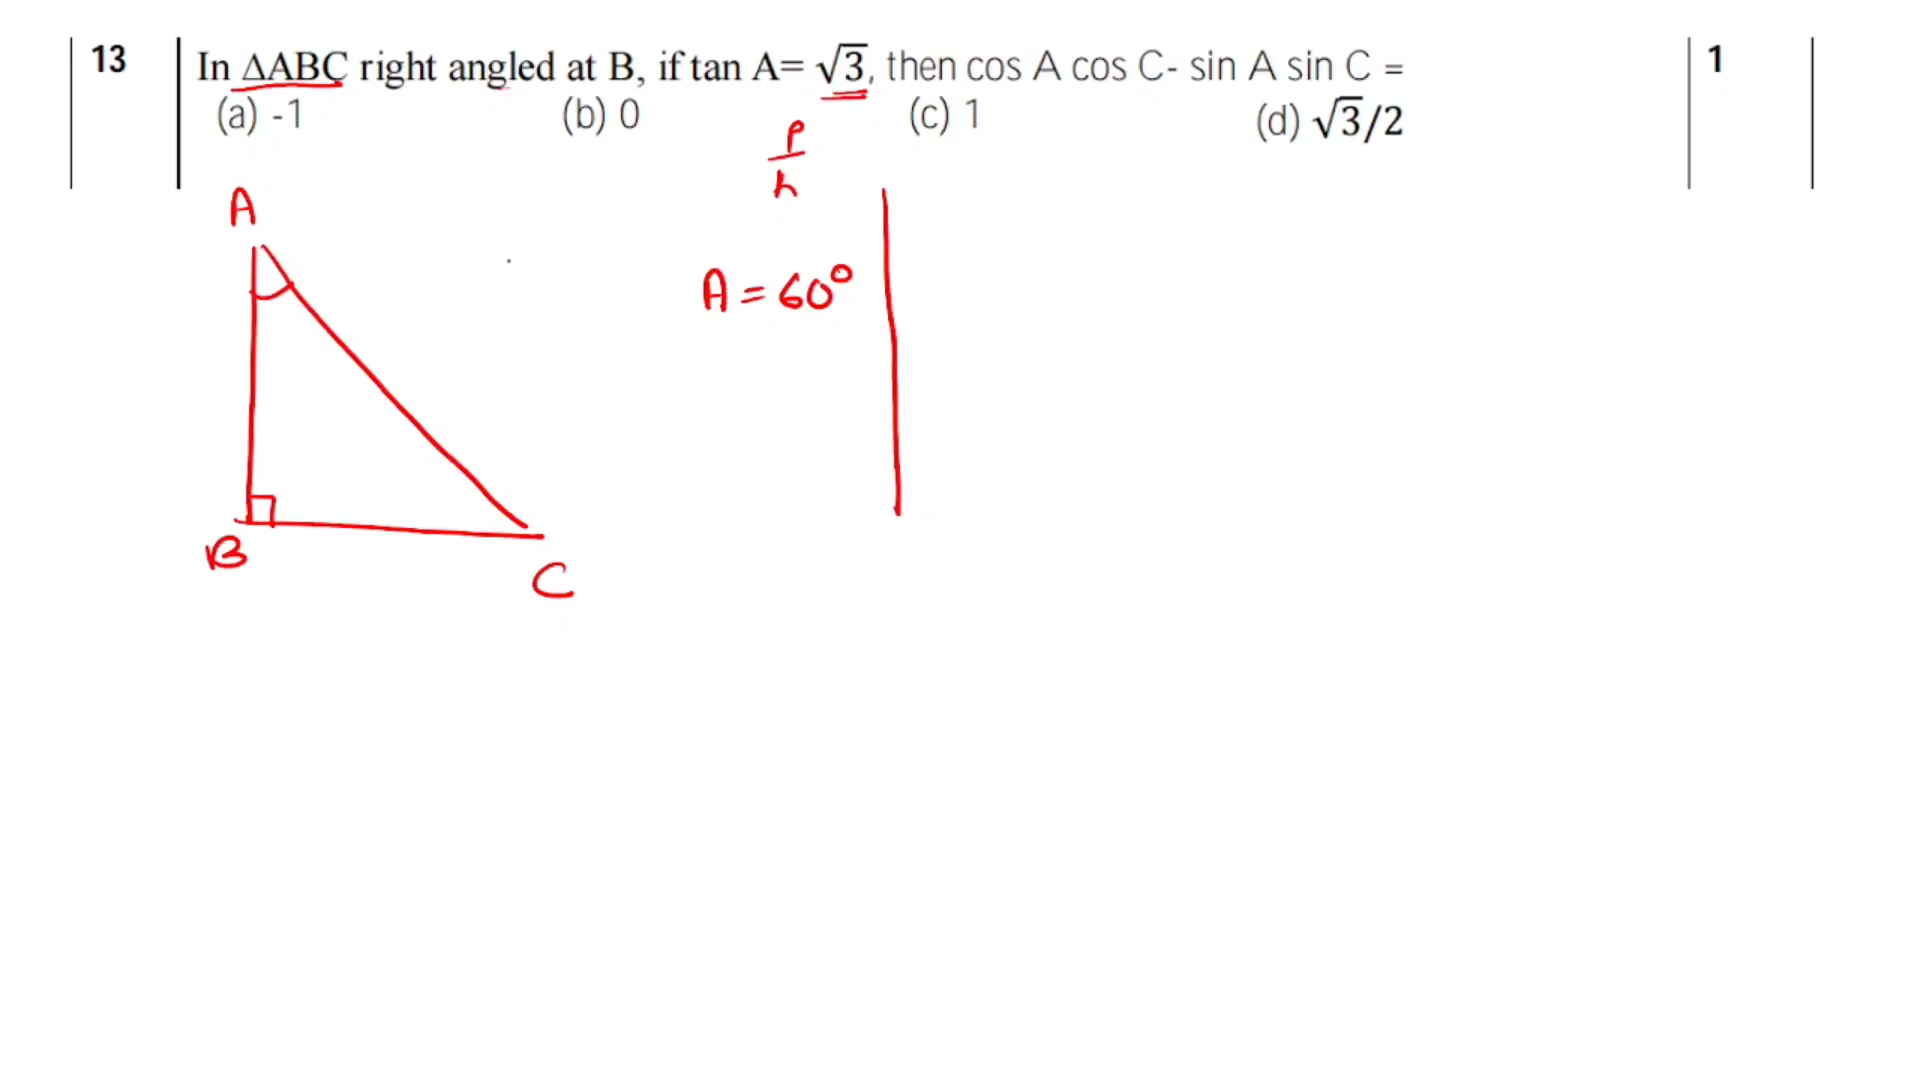 13 In ΔABC right angled at B, if tan A= √3, then cos A cos C- sin A sin C = 1
(a) -1 (b) 0 (c) 1 (d) √3/2
P
h
A
A = 60°
B
C